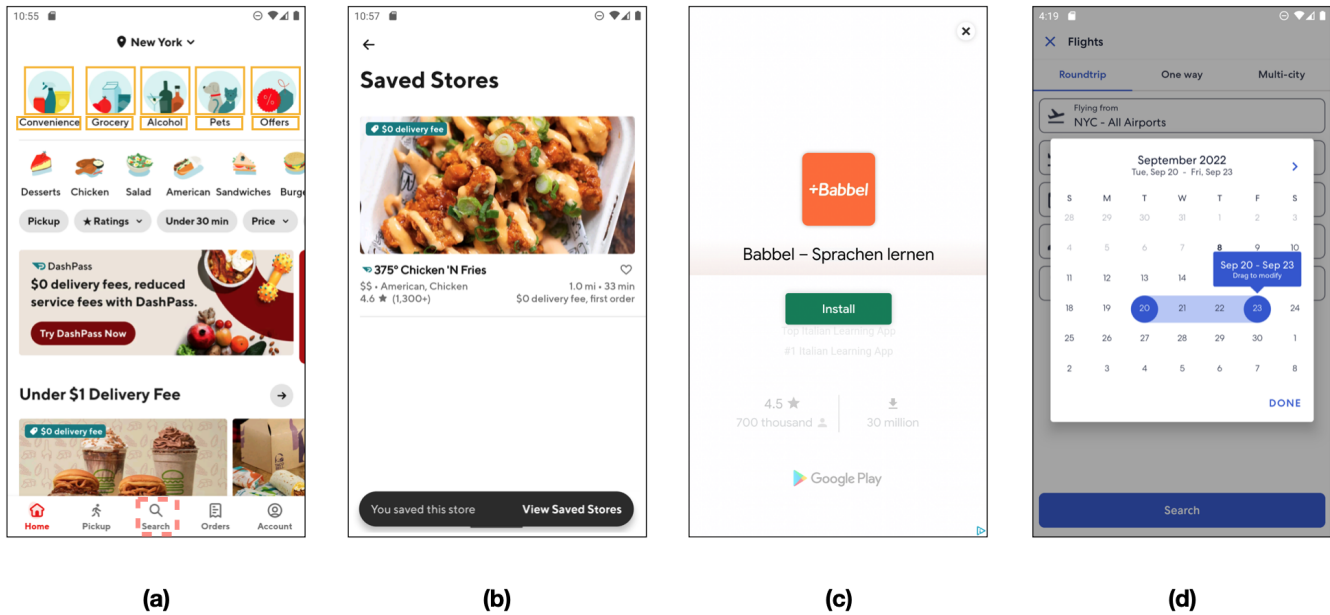 10:55
New York
Convenience Grocery Alcohol Pets Offers
Desserts Chicken Salad American Sandwiches Burge
Pickup ★ Ratings Under 30 min Price
DashPass
$0 delivery fees, reduced
service fees with DashPass.
Try DashPass Now
Under $1 Delivery Fee
$0 delivery fee
Home Pickup Search Orders Account
(a)
10:57
Saved Stores
$0 delivery fee
375° Chicken 'N Fries
$$ • American, Chicken 1.0 mi • 33 min
4.6 ★ (1,300+) $0 delivery fee, first order
You saved this store View Saved Stores
(b)
+Babbel
Babbel – Sprachen lernen
Install
Top Italian Learning App
#1 Italian Learning App
4.5 ★
700 thousand 30 million
Google Play
(c)
4:19
Flights
Roundtrip One way Multi-city
Flying from
NYC - All Airports
September 2022
Tue, Sep 20 - Fri, Sep 23
S M T W T F S
28 29 30 31 1 2 3
4 5 6 7 8 9 10
Sep 20 - Sep 23
Drag to modify
11 12 13 14
18 19 20 21 22 23 24
25 26 27 28 29 30 1
2 3 4 5 6 7 8
DONE
Search
(d)